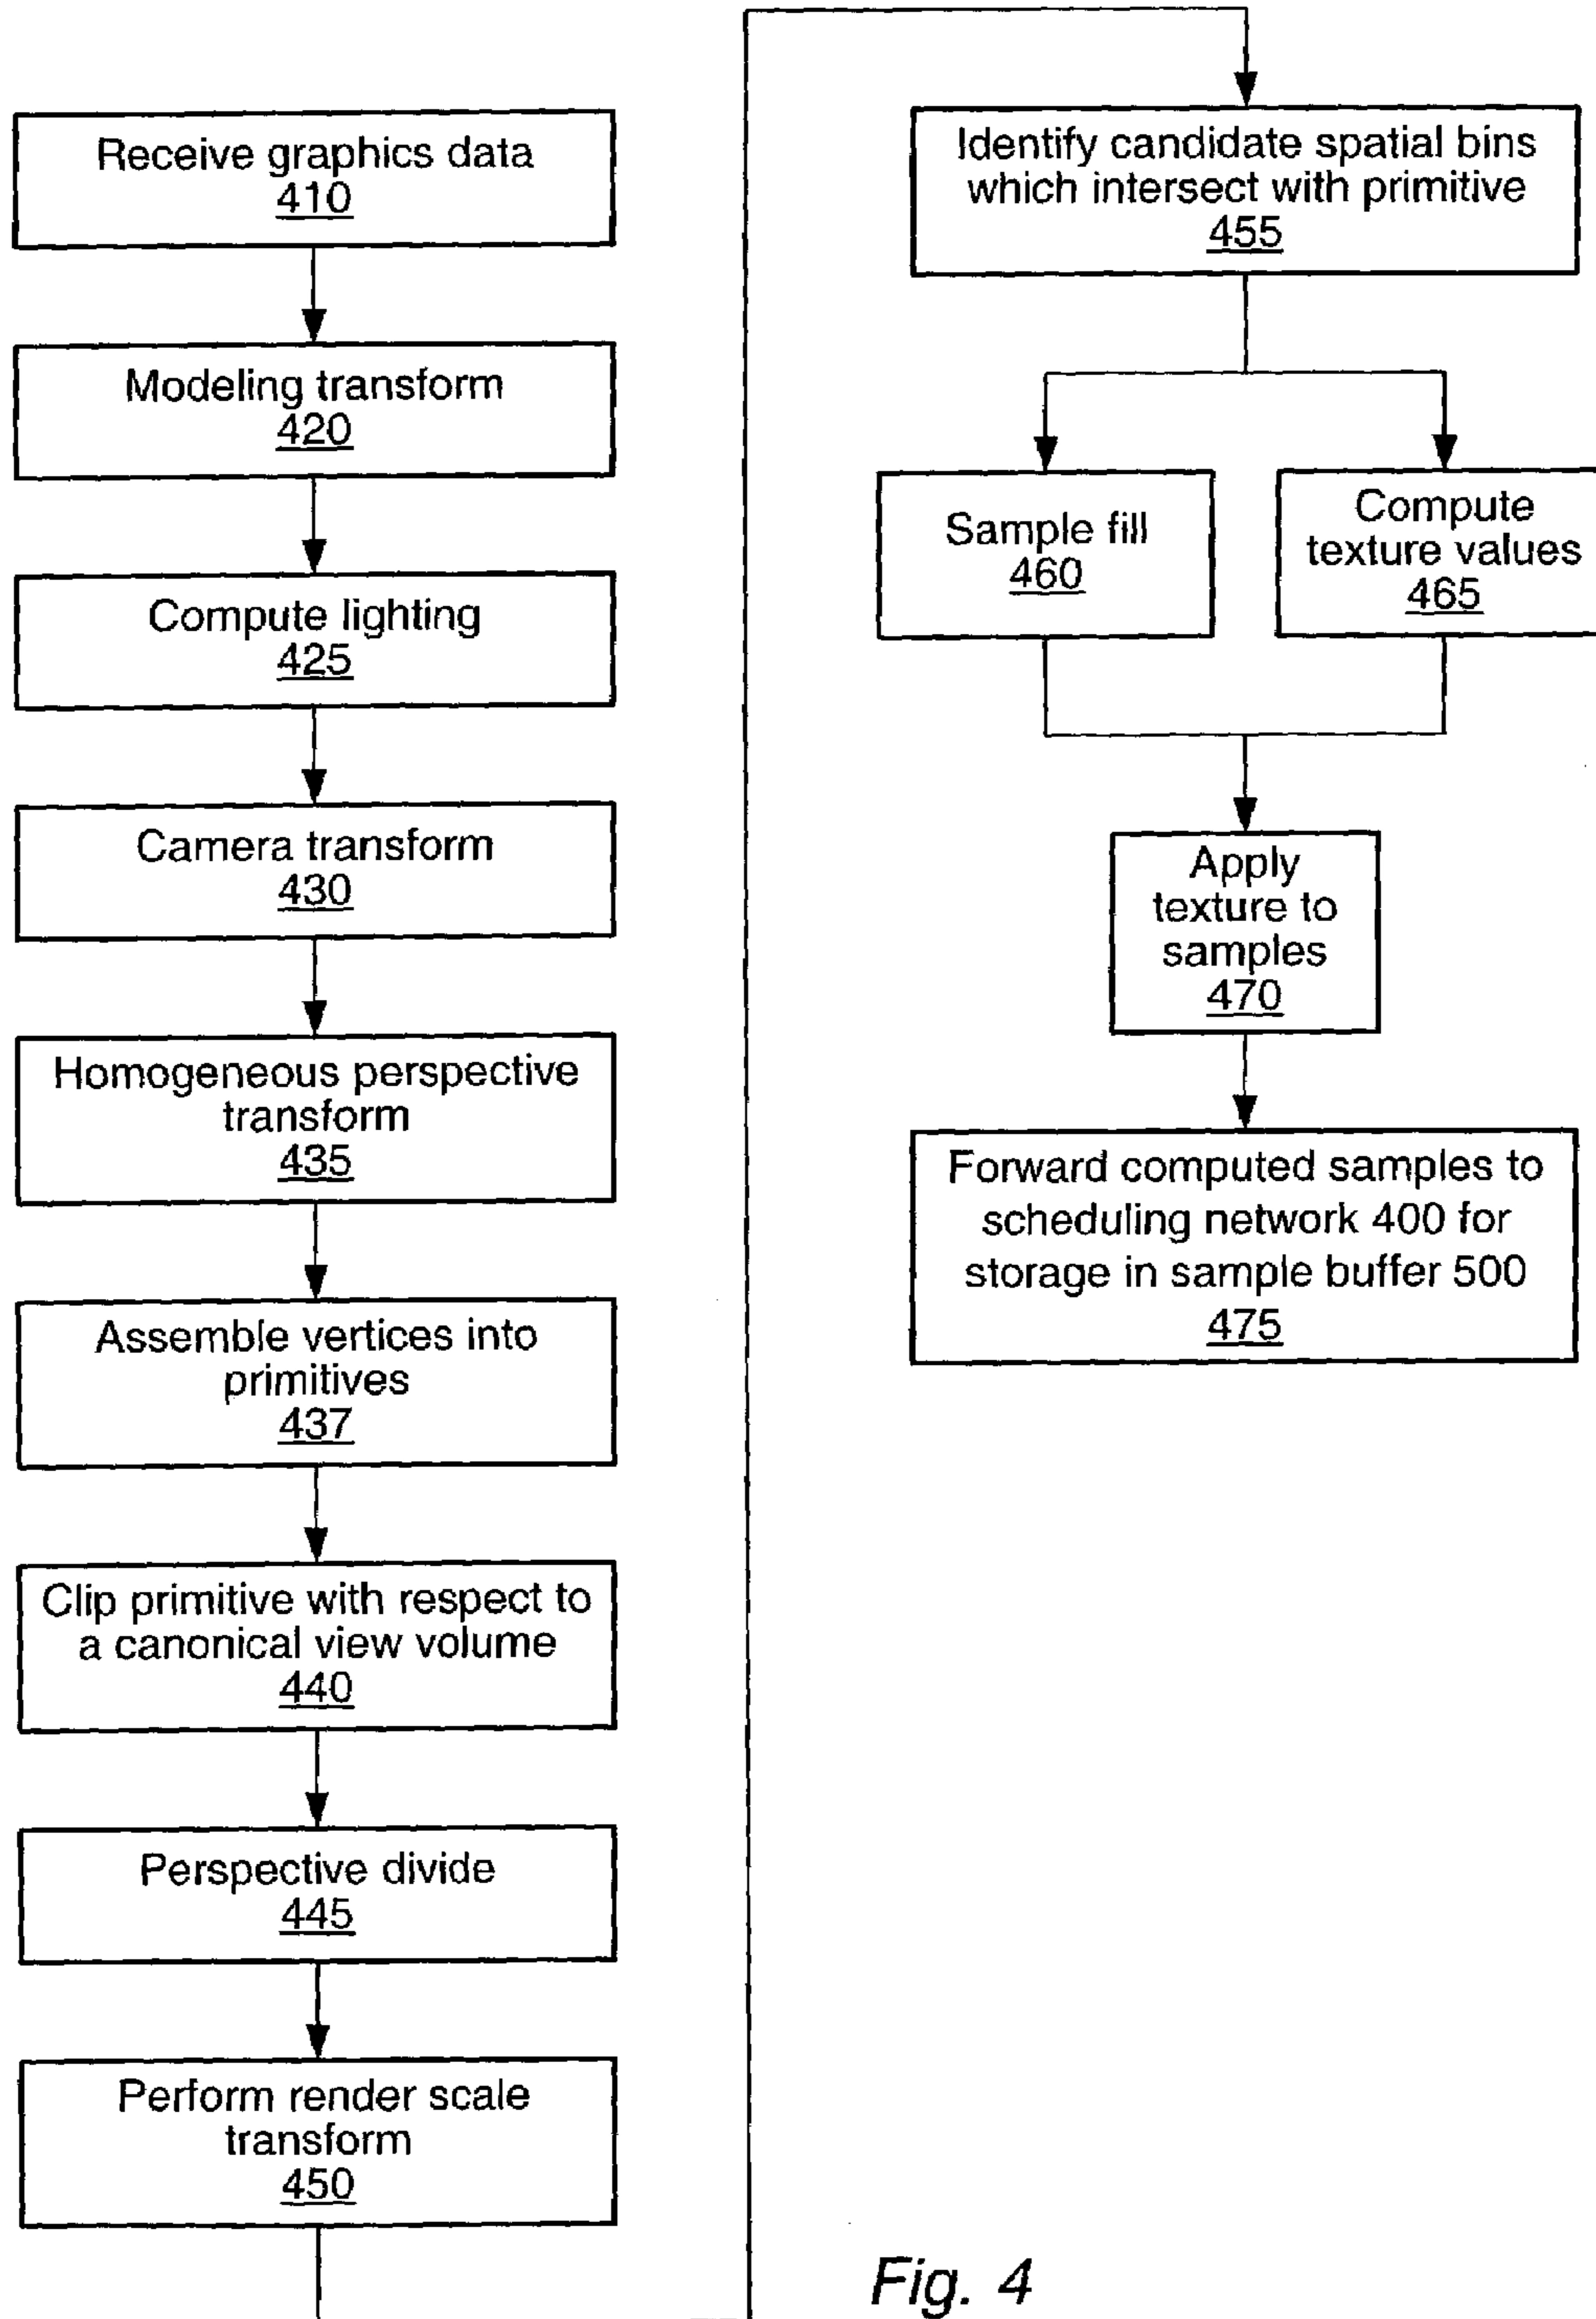 Receive graphics data
410
Modeling transform
420
Compute lighting
425
Camera transform
430
Homogeneous perspective
transform
435
Assemble vertices into
primitives
437
Clip primitive with respect to
a canonical view volume
440
Perspective divide
445
Perform render scale
transform
450
Identify candidate spatial bins
which intersect with primitive
455
Sample fill
460
Compute
texture values
465
Apply
texture to
samples
470
Forward computed samples to
scheduling network 400 for
storage in sample buffer 500
475
Fig. 4